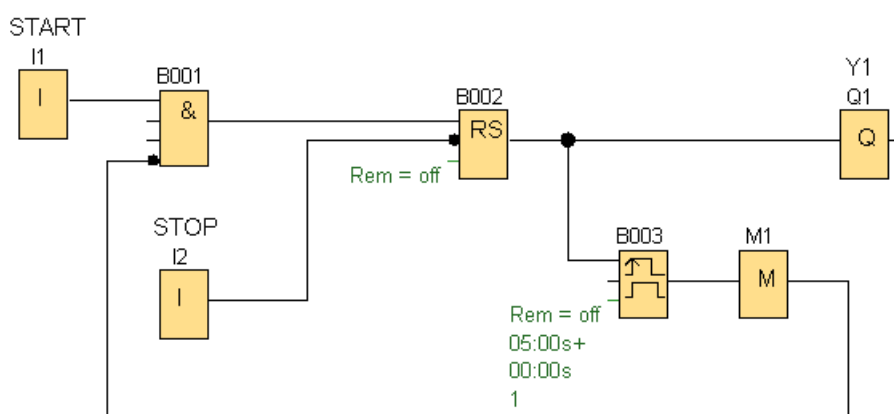 START
I1
I
B001
&
B002
RS
Rem = off
Y1
Q1
Q
STOP
I2
I
B003
Rem = off
05:00s+
00:00s
1
M1
M